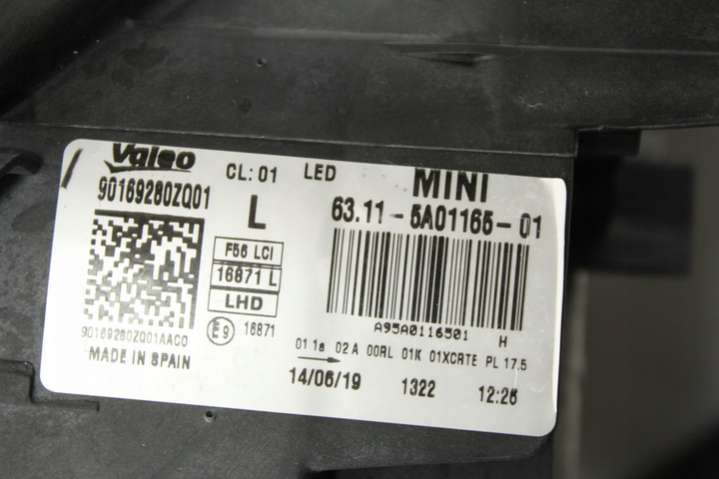 Valeo CL: 01 LED MINI
90169280ZQ01 L 63.11 - 5A01165 - 01
F56 LCI
16871 L
LHD
E9 16871
A95A0116501 H
90169280ZQ01AAC0
MADE IN SPAIN
01 1a 02 A 00RL 01K 01XCRTE PL 17.5
14/06/19 1322 12:26